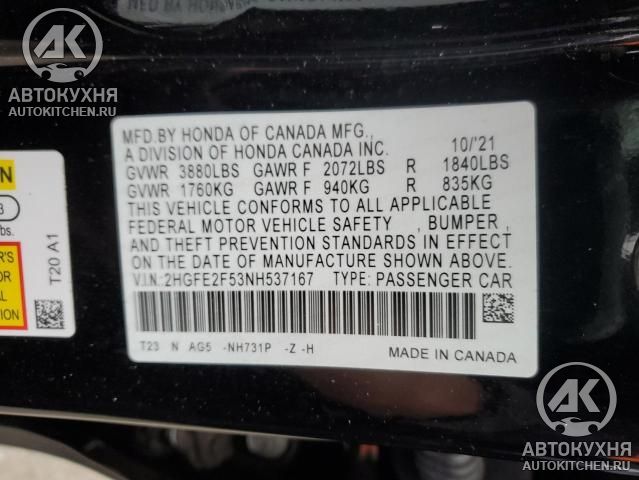 АК
АВТОКУХНЯ
AUTOKITCHEN.RU
MFD.BY HONDA OF CANADA MFG.,
A DIVISION OF HONDA CANADA INC. 10/'21
GVWR 3880LBS GAWR F 2072LBS R 1840LBS
GVWR 1760KG GAWR F 940KG R 835KG
THIS VEHICLE CONFORMS TO ALL APPLICABLE
FEDERAL MOTOR VEHICLE SAFETY , BUMPER ,
AND THEFT PREVENTION STANDARDS IN EFFECT
ON THE DATE OF MANUFACTURE SHOWN ABOVE.
V.I.N.:2HGFE2F53NH537167 TYPE: PASSENGER CAR
T23 N AG5 -NH731P -Z -H
MADE IN CANADA
T20 A1
АК
АВТОКУХНЯ
AUTOKITCHEN.RU